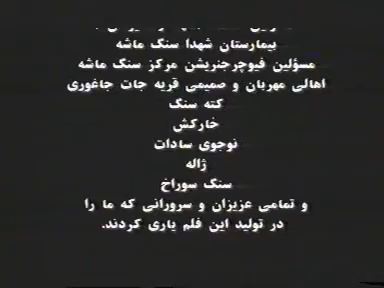 بیمارستان شهدا سنگ ماشه
مسؤلین فیوچرجنریشن مرکز سنگ ماشه
اهالی مهربان و صمیمی قریه جات جاغوری
کته سنگ
خارکش
نوجوی سادات
ژاله
سنگ سوراخ
و تمامی عزیزان و سرورانی که ما را
در تولید این فلم یاری کردند.